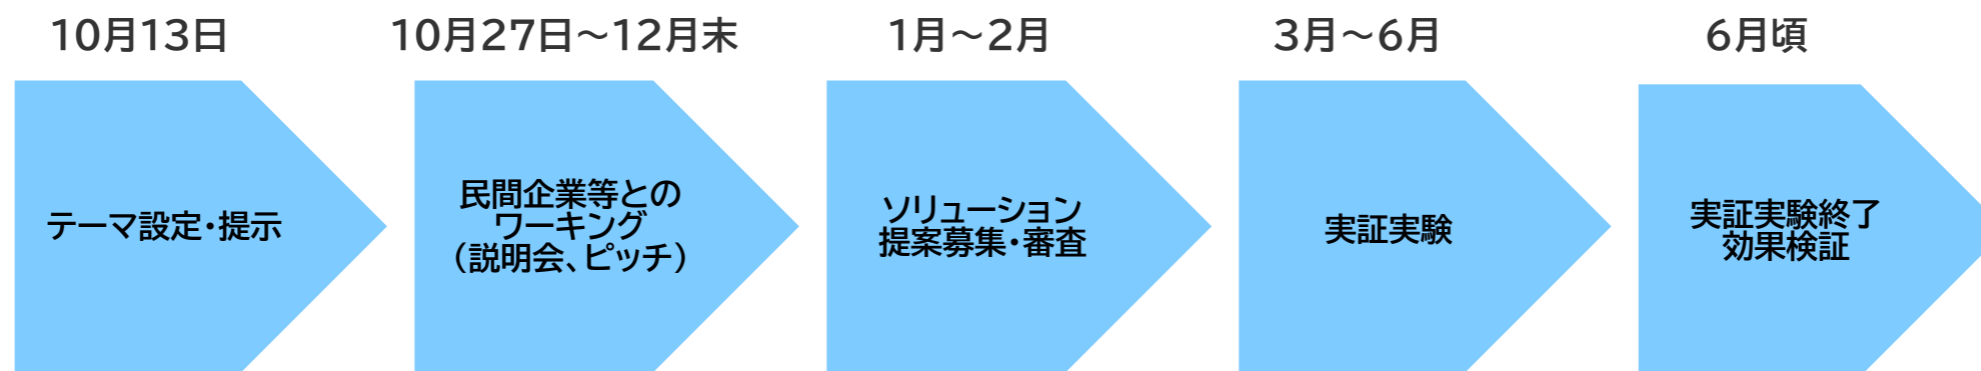 10月13日
10月27日～12月末
1月～2月
3月～6月
6月頃
テーマ設定・提示
民間企業等との
ワーキング
（説明会、ピッチ）
ソリューション
提案募集・審査
実証実験
実証実験終了
効果検証